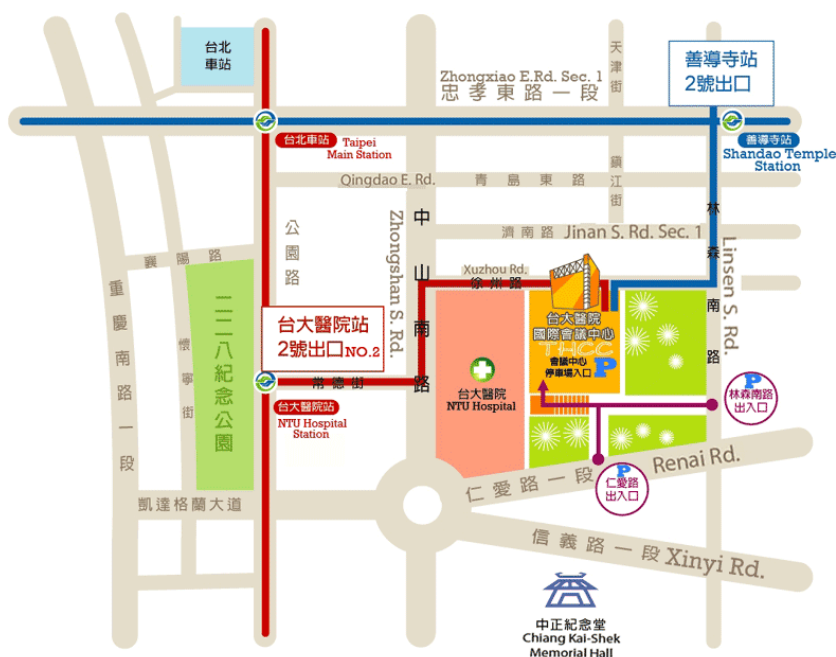 台北
車站
Zhongxiao E.Rd. Sec. 1
忠孝東路一段
天津街
善導寺站
2號出口
台北車站
Taipei
Main Station
善導寺站
Shandao Temple
Station
Qingdao E. Rd.
青島東路
鎮江街
公園路
Zhongshan S. Rd.
中山南路
濟南路
Jinan S. Rd. Sec. 1
林森南路
Linsen S. Rd.
襄陽路
Xuzhou Rd.
徐州路
重慶南路一段
二二八紀念公園
懷寧街
台大醫院站
2號出口NO.2
台大醫院
國際會議中心
THCC
會議中心
停車場入口 P
常德街
台大醫院站
NTU Hospital
Station
台大醫院
NTU Hospital
P
林森南路
出入口
凱達格蘭大道
仁愛路一段
Renai Rd.
P
仁愛路
出入口
信義路一段
Xinyi Rd.
中正紀念堂
Chiang Kai-Shek
Memorial Hall